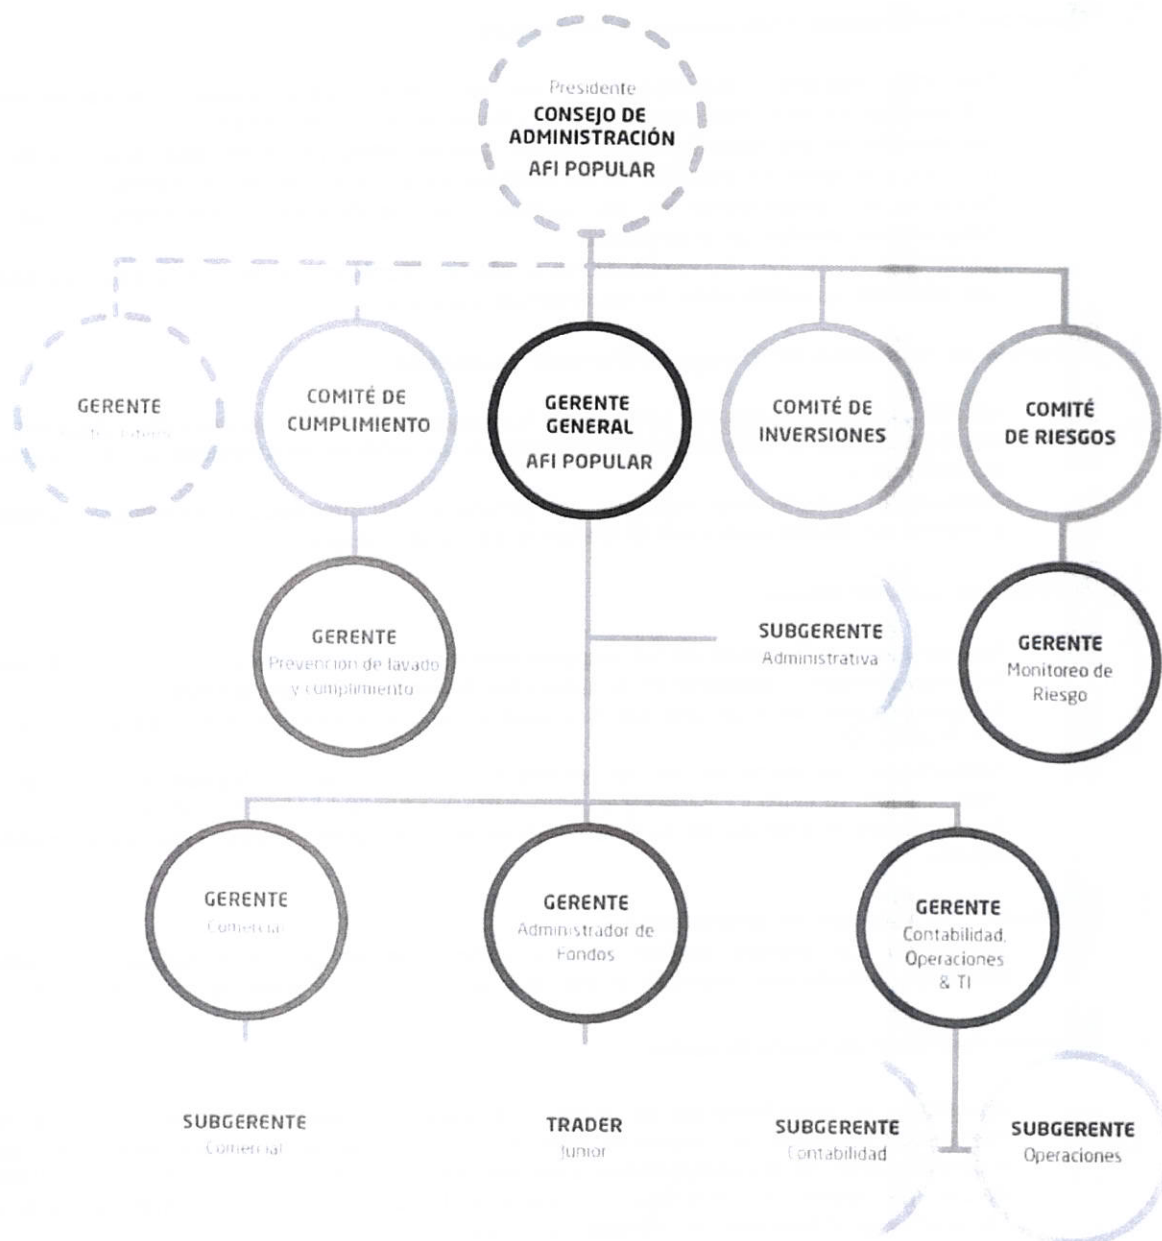 Presidente
CONSEJO DE
ADMINISTRACIÓN
AFI POPULAR
GERENTE
COMITÉ DE
CUMPLIMIENTO
GERENTE
GENERAL
AFI POPULAR
COMITÉ DE
INVERSIONES
COMITÉ
DE RIESGOS
GERENTE
Prevención de lavado
y cumplimiento
SUBGERENTE
Administrativa
GERENTE
Monitoreo de
Riesgo
GERENTE
Comercial
GERENTE
Administrador de
Fondos
GERENTE
Contabilidad,
Operaciones
& TI
SUBGERENTE
Comercial
TRADER
Junior
SUBGERENTE
Contabilidad
SUBGERENTE
Operaciones